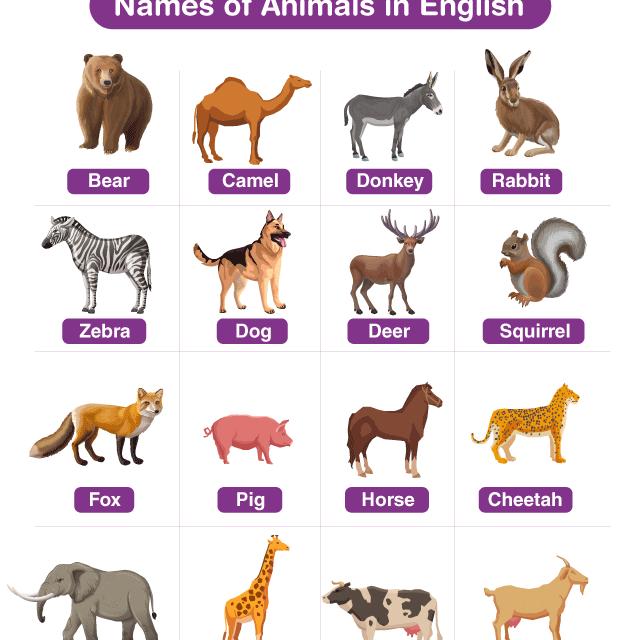 Names of Animals in English
Bear
Camel
Donkey
Rabbit
Zebra
Dog
Deer
Squirrel
Fox
Pig
Horse
Cheetah